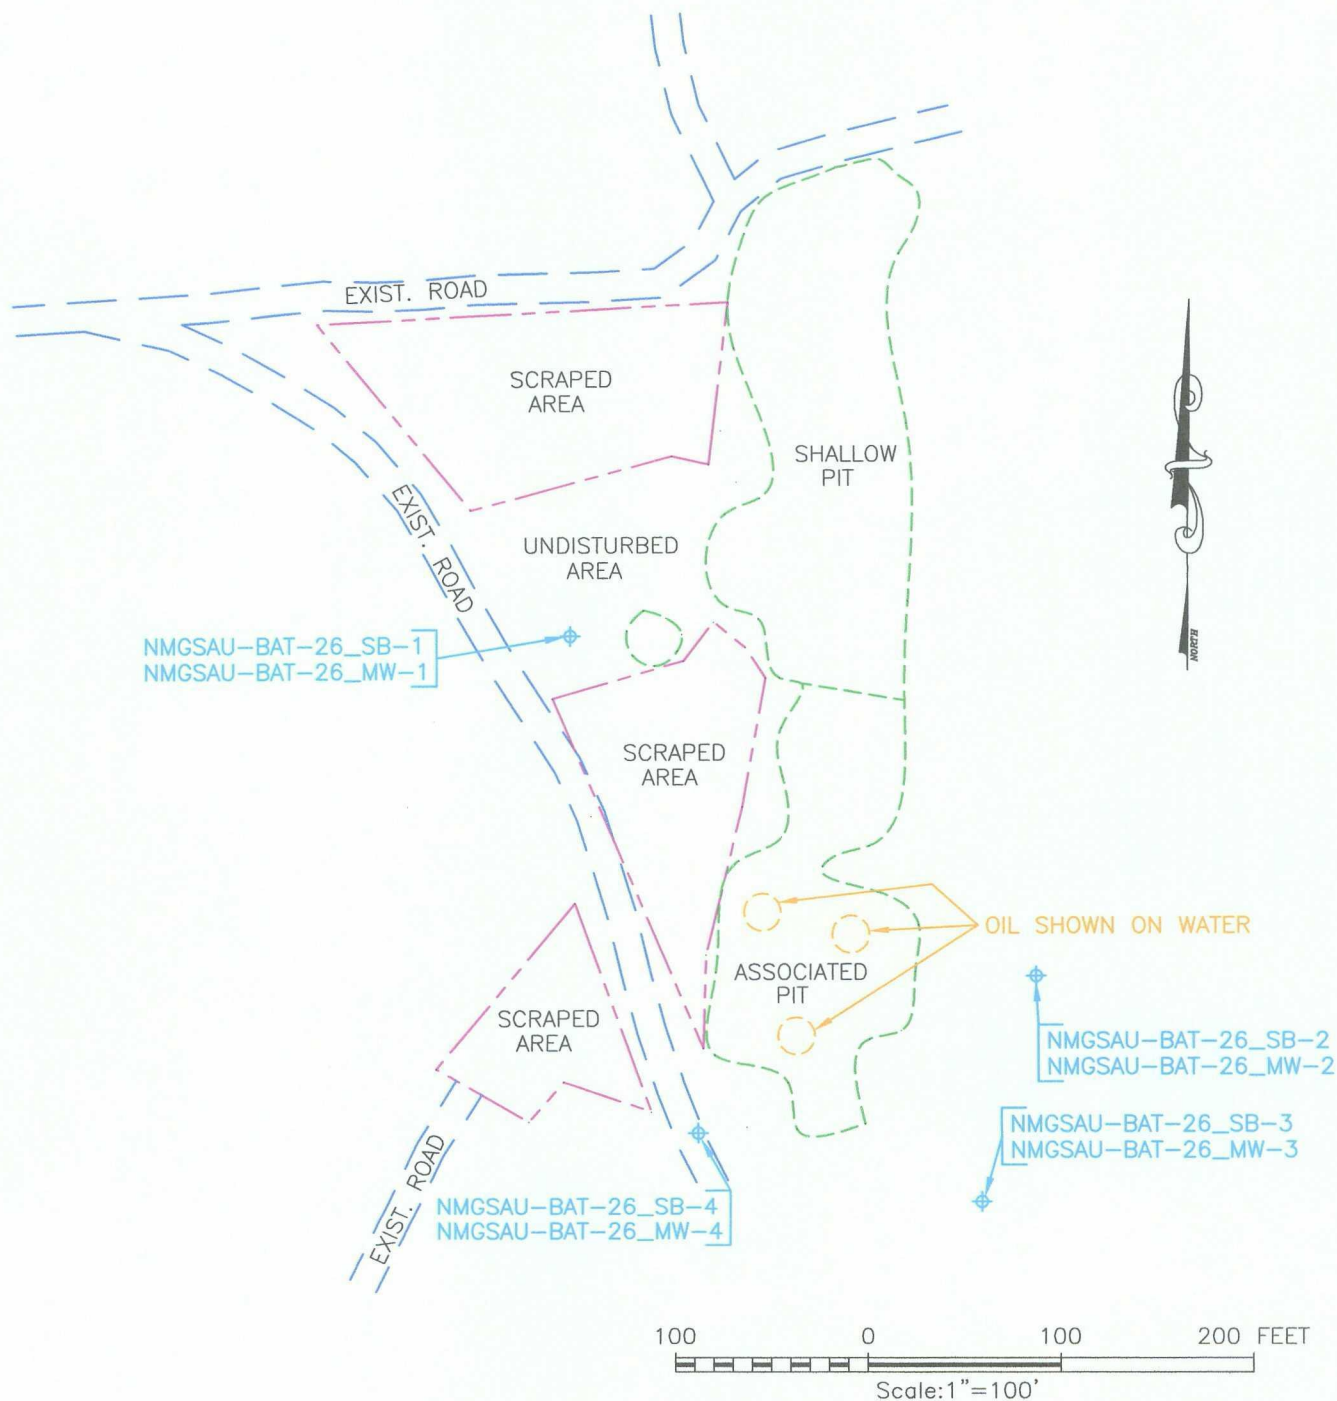 EXIST. ROAD
SCRAPED
AREA
SHALLOW
PIT
EXIST. ROAD
UNDISTURBED
AREA
NMGSAU-BAT-26_SB-1
NMGSAU-BAT-26_MW-1
NORTH
SCRAPED
AREA
OIL SHOWN ON WATER
ASSOCIATED
PIT
SCRAPED
AREA
NMGSAU-BAT-26_SB-2
NMGSAU-BAT-26_MW-2
NMGSAU-BAT-26_SB-3
NMGSAU-BAT-26_MW-3
EXIST. ROAD
NMGSAU-BAT-26_SB-4
NMGSAU-BAT-26_MW-4
100 0 100 200 FEET
Scale:1"=100'